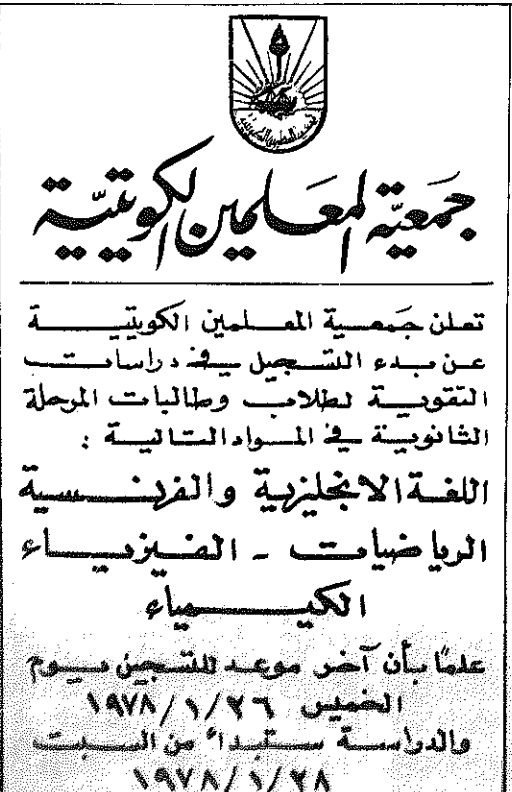 جمعية المعلمين الكويتية
تعلن جمعية المعلمين الكويتية
عن بدء التسجيل في دراسات
التقوية لطلاب وطالبات المرحلة
الثانوية في المواد التالية :
اللغة الانجليزية والفرنسية
الرياضيات - الفيزياء
الكيمياء
علمًا بأن آخر موعد للتسجيل يوم
الخميس ١٩٧٨/١/٢٦
والدراسة ستبدأ من السبت
١٩٧٨/١/٢٨